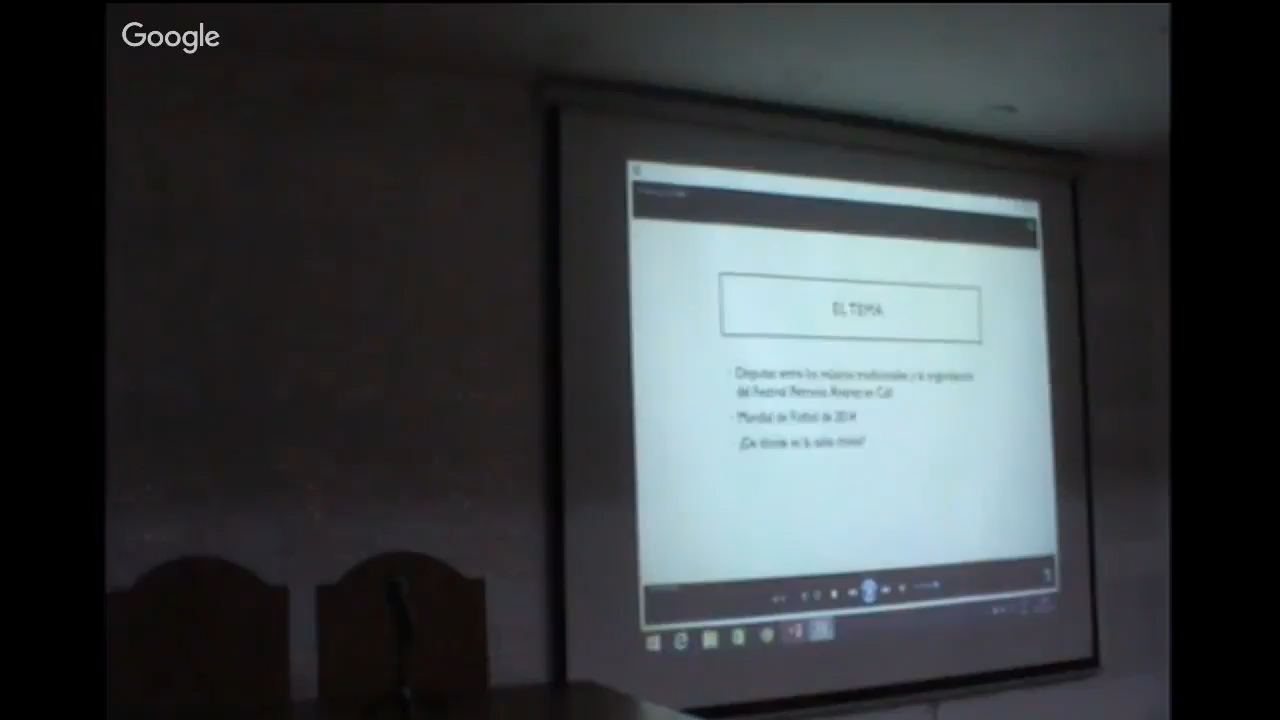 Google
EL TEMA
Disputas entre los músicos tradicionales y la organización
del Festival Petronio Álvarez en Cali
Mundial de Fútbol de 2014
¿De dónde es la salsa choke?